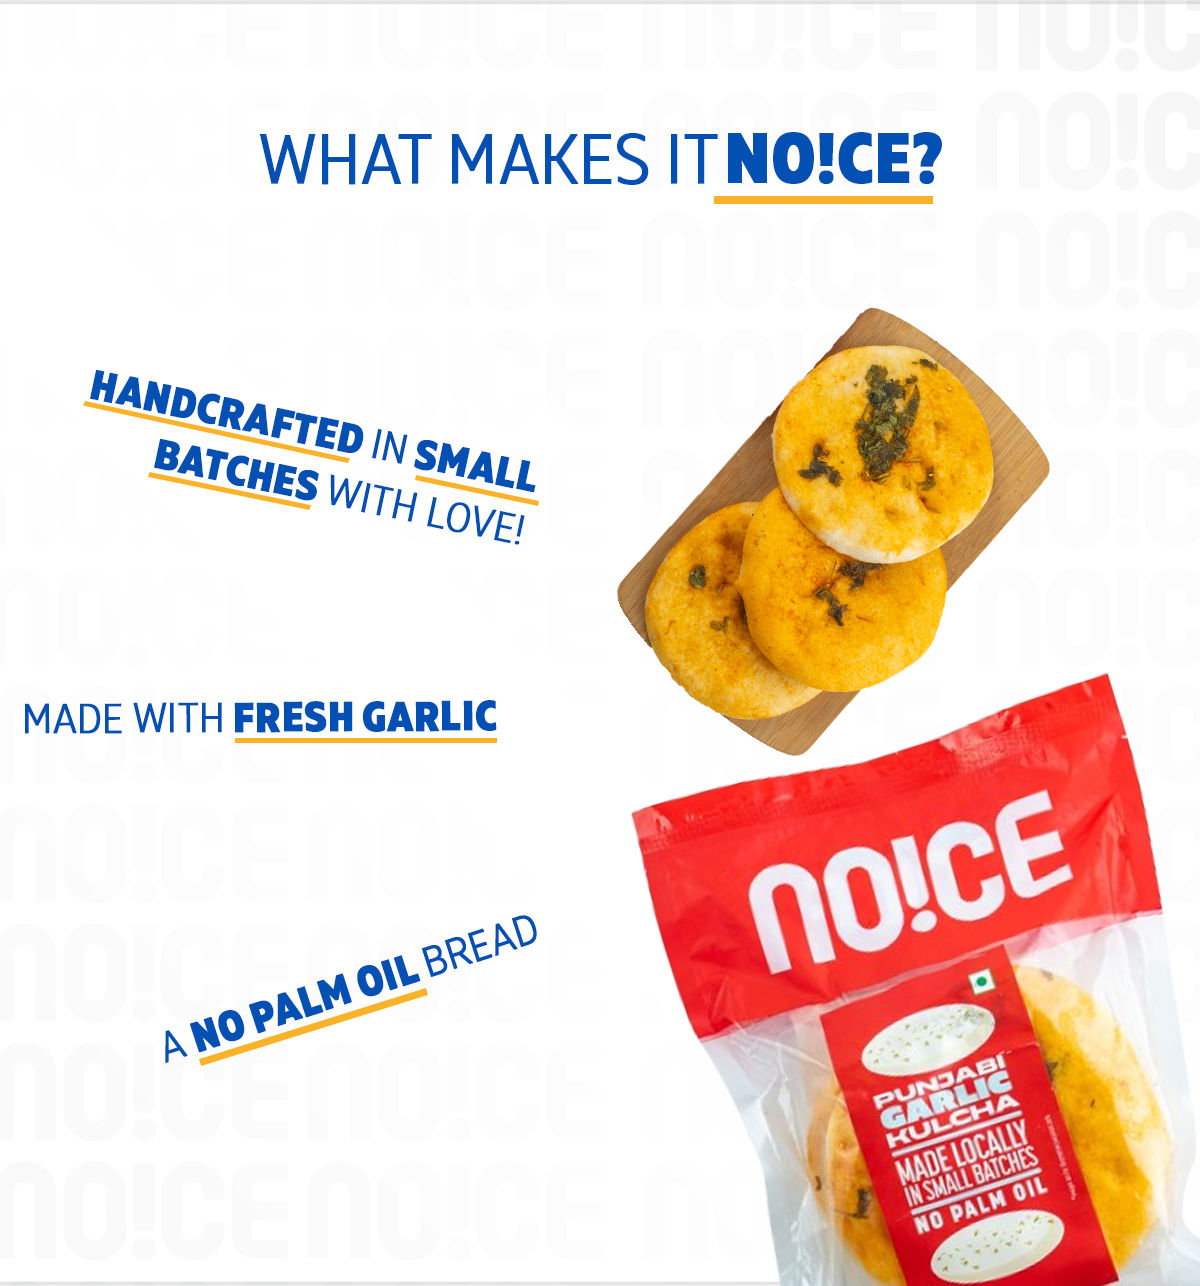 WHAT MAKES IT NO!CE?
HANDCRAFTED IN SMALL
BATCHES WITH LOVE!
MADE WITH FRESH GARLIC
A NO PALM OIL BREAD
NO!CE
PUNJABI
GARLIC
KULCHA
MADE LOCALLY
IN SMALL BATCHES
NO PALM OIL